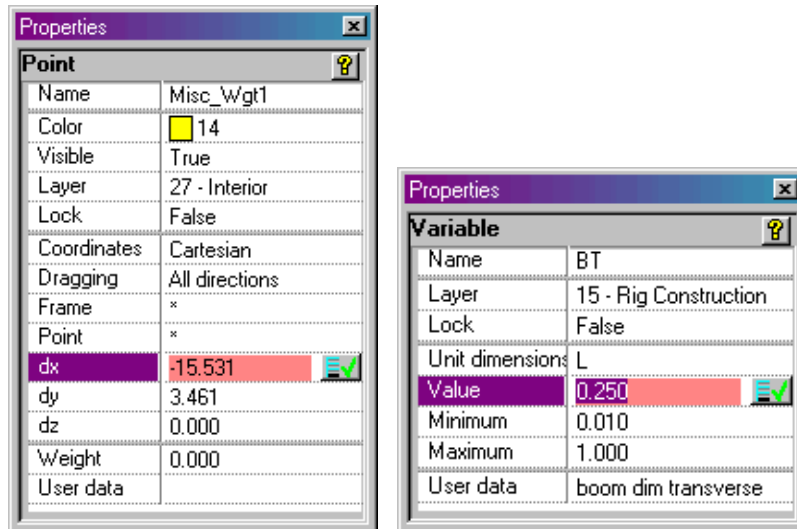 Properties
Point
Name Misc_Wgt1
Color 14
Visible True
Layer 27 - Interior
Lock False
Coordinates Cartesian
Dragging All directions
Frame *
Point *
dx -15.531
dy 3.461
dz 0.000
Weight 0.000
User data
Properties
Variable
Name BT
Layer 15 - Rig Construction
Lock False
Unit dimensions L
Value 0.250
Minimum 0.010
Maximum 1.000
User data boom dim transverse